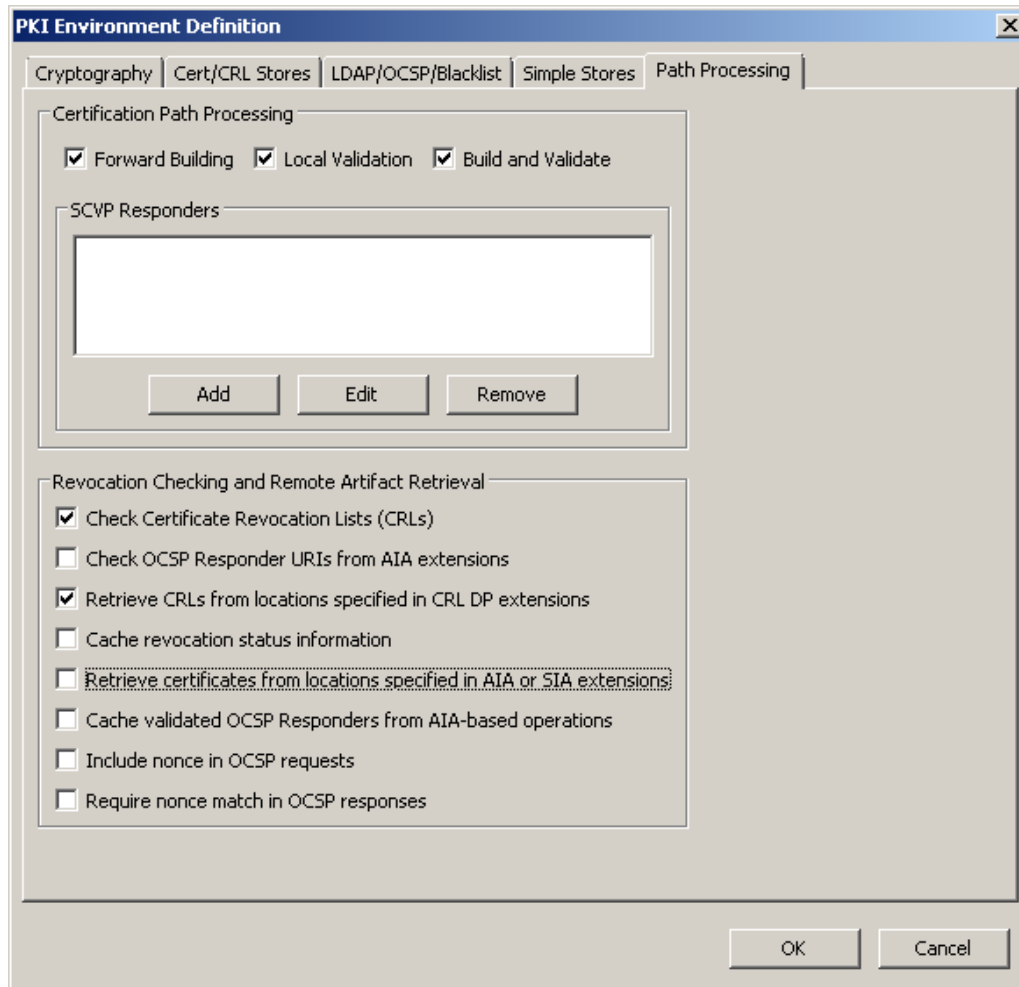 PKI Environment Definition
Cryptography Cert/CRL Stores LDAP/OCSP/Blacklist Simple Stores Path Processing
Certification Path Processing
Forward Building Local Validation Build and Validate
SCVP Responders
Add Edit Remove
Revocation Checking and Remote Artifact Retrieval
Check Certificate Revocation Lists (CRLs)
Check OCSP Responder URIs from AIA extensions
Retrieve CRLs from locations specified in CRL DP extensions
Cache revocation status information
Retrieve certificates from locations specified in AIA or SIA extensions
Cache validated OCSP Responders from AIA-based operations
Include nonce in OCSP requests
Require nonce match in OCSP responses
OK Cancel